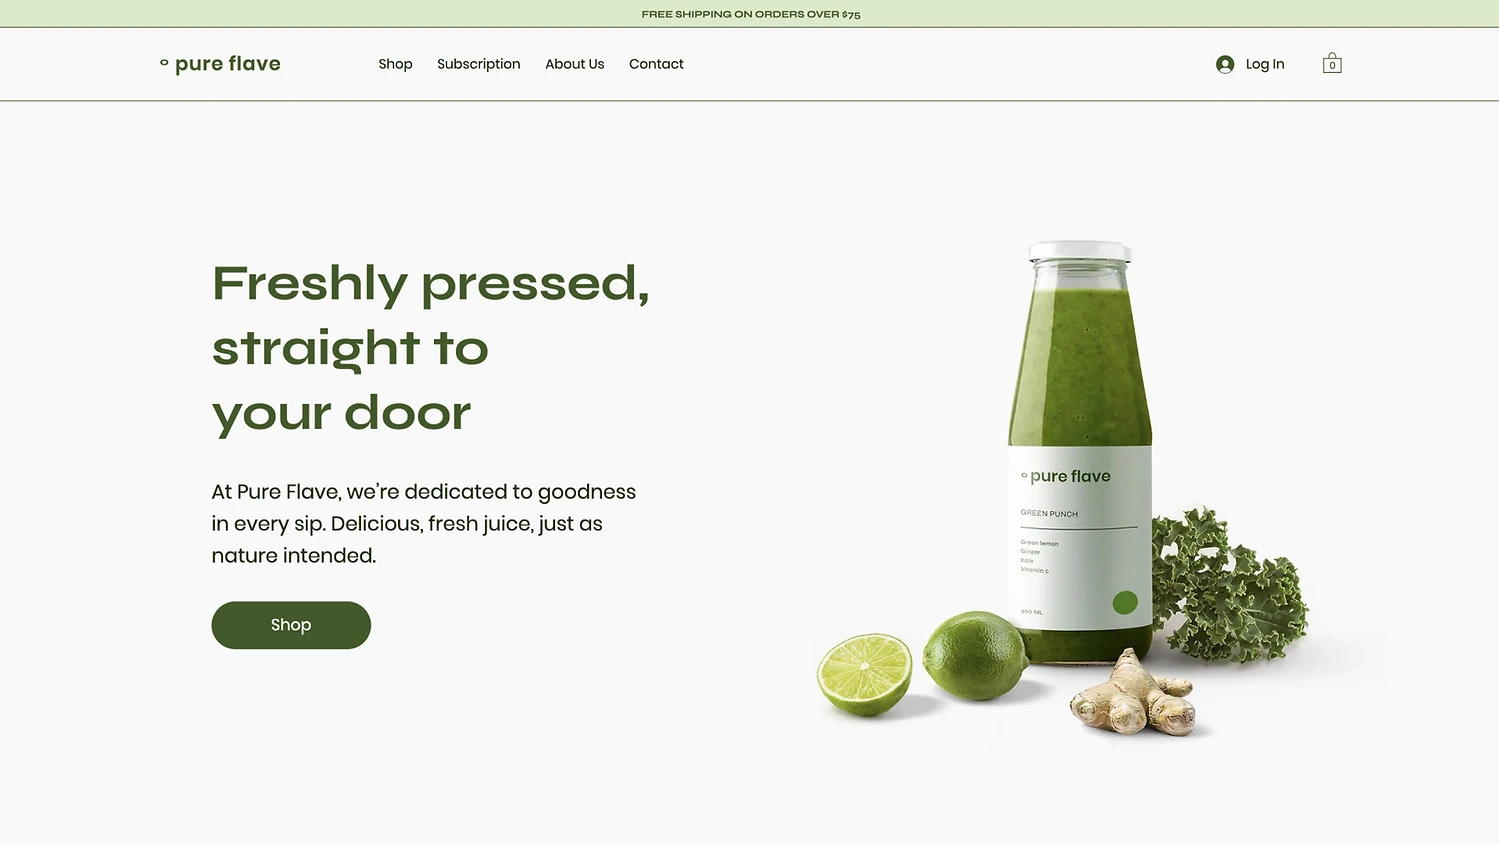 FREE SHIPPING ON ORDERS OVER $75
pure flave
Shop
Subscription
About Us
Contact
Log In
0
Freshly pressed,
straight to
your door
At Pure Flave, we’re dedicated to goodness
in every sip. Delicious, fresh juice, just as
nature intended.
Shop
pure flave
GREEN PUNCH
Green lemon
Ginger
Kale
Vitamin c